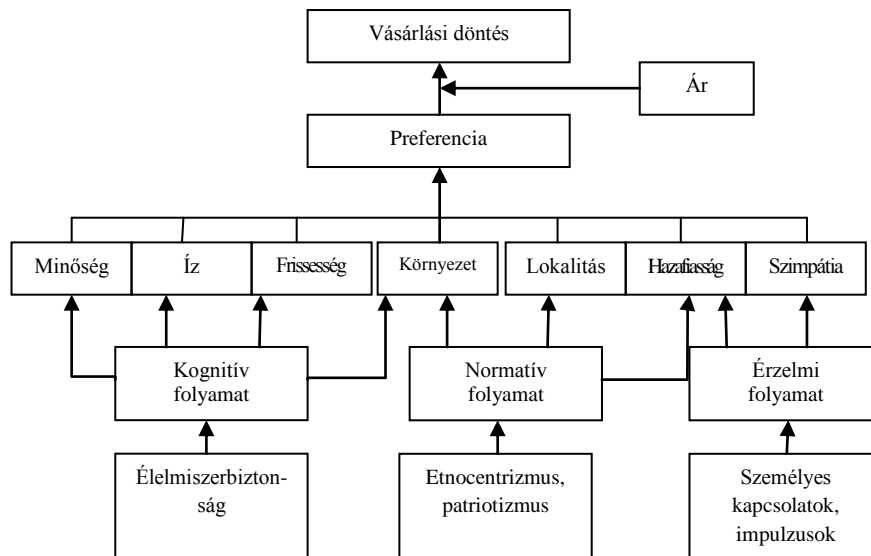 Vásárlási döntés
Ár
Preferencia
Minőség
Íz
Frissesség
Környezet
Lokalitás
Hazafiasság
Szimpátia
Kognitív
folyamat
Normatív
folyamat
Érzelmi
folyamat
Élelmiszerbizton-
ság
Etnocentrizmus,
patriotizmus
Személyes
kapcsolatok,
impulzusok